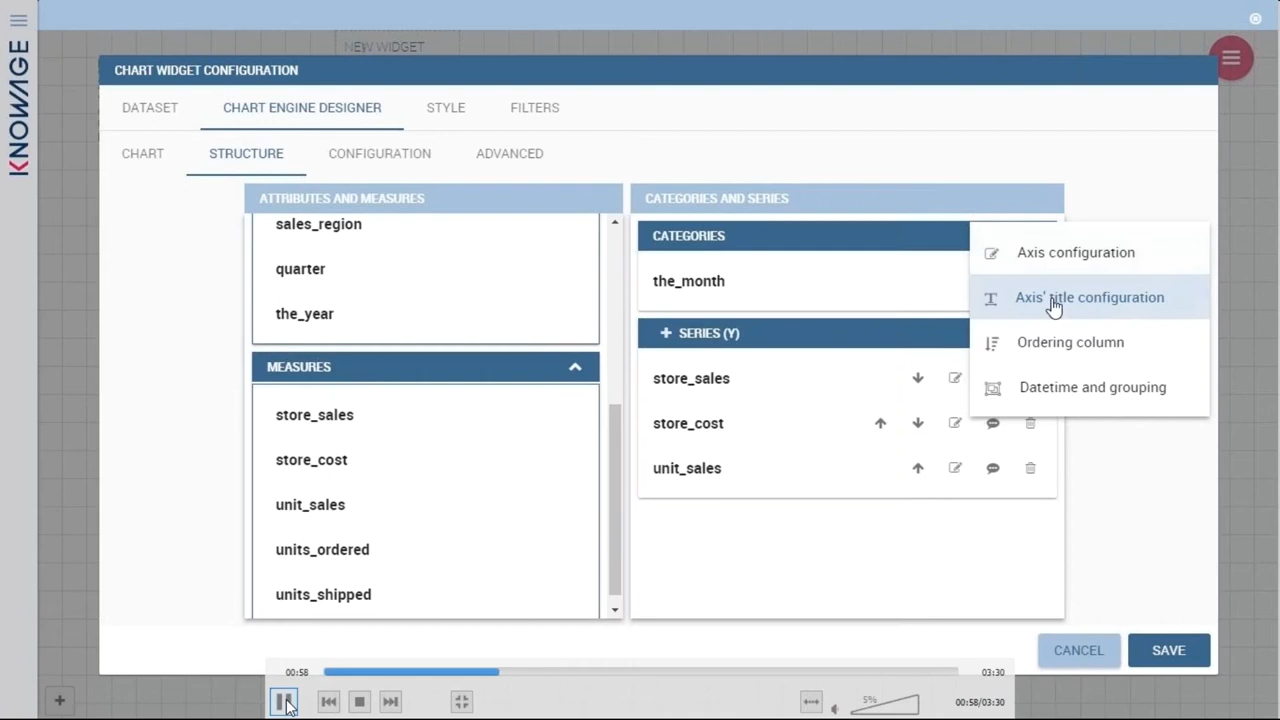 KNOWAGE
NEW WIDGET
CHART WIDGET CONFIGURATION
DATASET
CHART ENGINE DESIGNER
STYLE
FILTERS
CHART
STRUCTURE
CONFIGURATION
ADVANCED
ATTRIBUTES AND MEASURES
sales_region
quarter
the_year
MEASURES
store_sales
store_cost
unit_sales
units_ordered
units_shipped
CATEGORIES AND SERIES
CATEGORIES
the_month
+ SERIES (Y)
store_sales
store_cost
unit_sales
Axis configuration
Axis' title configuration
Ordering column
Datetime and grouping
CANCEL
SAVE
00:58
03:30
5%
00:58/03:30